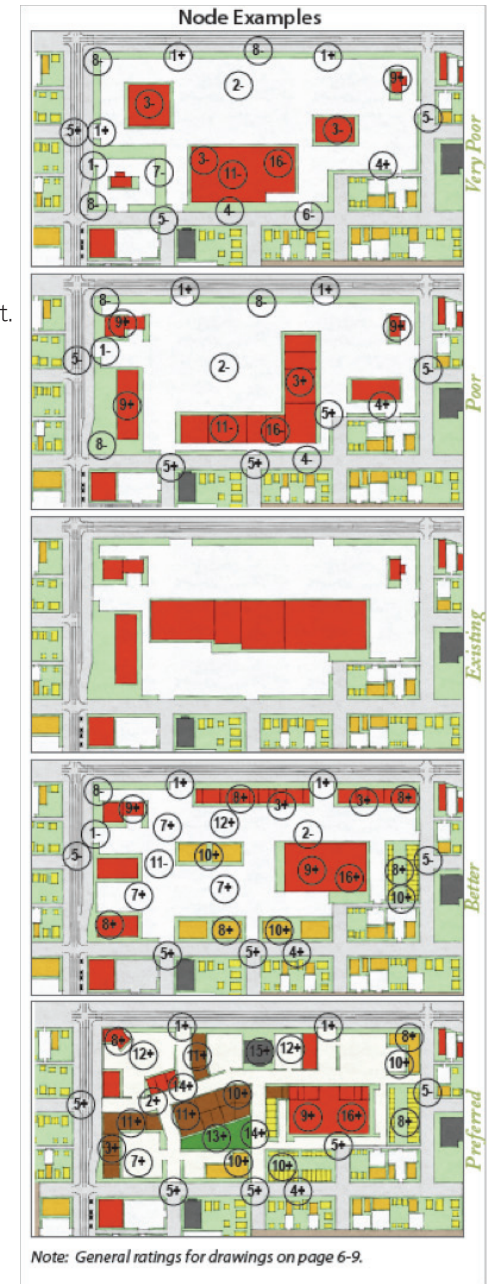 Node Examples
t.
8- 1+ 8- 1+
2- 9+
3-
5+ 1+ 3- 5-
1- 7- 3- 11- 16- 4+
8- 5- 4- 6-
Very Poor
8- 1+ 8- 1+
9+ 9+
5- 1- 2- 5-
9+ 3+ 4+
11- 16- 5+
8- 5+ 5+ 4-
Poor
Existing
8- 1+ 1+
9+ 8+ 3+ 3+ 8+
1- 7+ 12+ 2-
5- 11- 10+ 9+ 16+ 8+ 5-
7+ 7+ 10+
8+ 8+ 10+
5+ 5+ 4+
Better
1+ 1+
8+ 12+ 11+ 15+ 12+ 8+
10+
14+
5+ 2+ 11+ 10+ 9+ 16+ 5-
11+ 13+ 14+ 8+
3+ 7+ 10+ 10+ 5+
5+ 5+ 4+
Preferred
Note: General ratings for drawings on page 6-9.